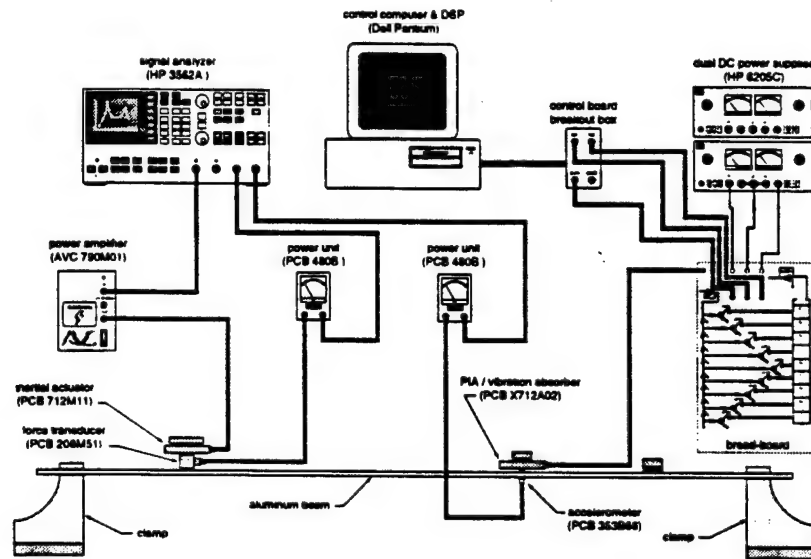 control computer & DSP
(Dell Pentium)
signal analyzer
(HP 3562A)
dual DC power supplies
(HP 6205C)
control board
breakout box
power amplifier
(AVC 790M01)
power unit
(PCB 480B)
power unit
(PCB 480B)
inertial actuator
(PCB 712M11)
PIA / vibration absorber
(PCB X712A02)
force transducer
(PCB 208M51)
bread-board
aluminum beam
accelerometer
(PCB 353B66)
clamp
clamp